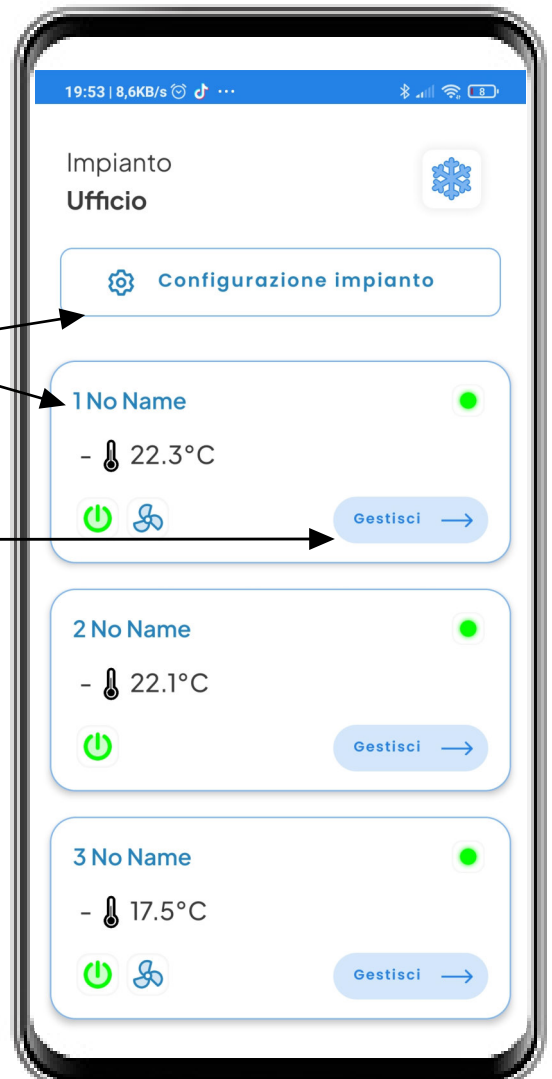 19:53 | 8,6KB/s ...
8
Impianto
Ufficio
Configurazione impianto
1 No Name
- 22.3°C
Gestisci
2 No Name
- 22.1°C
Gestisci
3 No Name
- 17.5°C
Gestisci